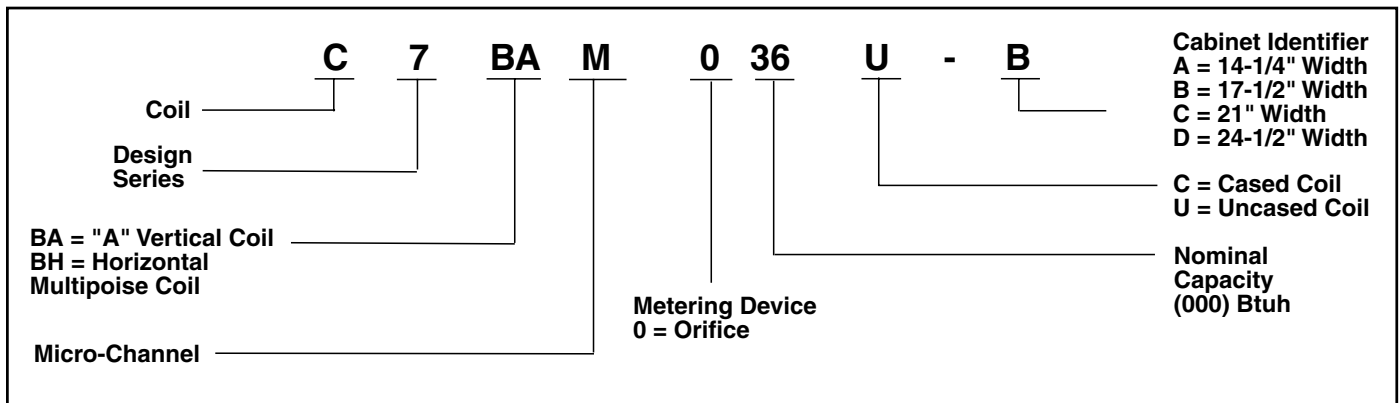 C 7 BA M 0 36 U - B
Cabinet Identifier
A = 14-1/4" Width
B = 17-1/2" Width
C = 21" Width
D = 24-1/2" Width
Coil
Design
Series
C = Cased Coil
U = Uncased Coil
BA = "A" Vertical Coil
BH = Horizontal
Multipoise Coil
Nominal
Capacity
(000) Btuh
Metering Device
0 = Orifice
Micro-Channel